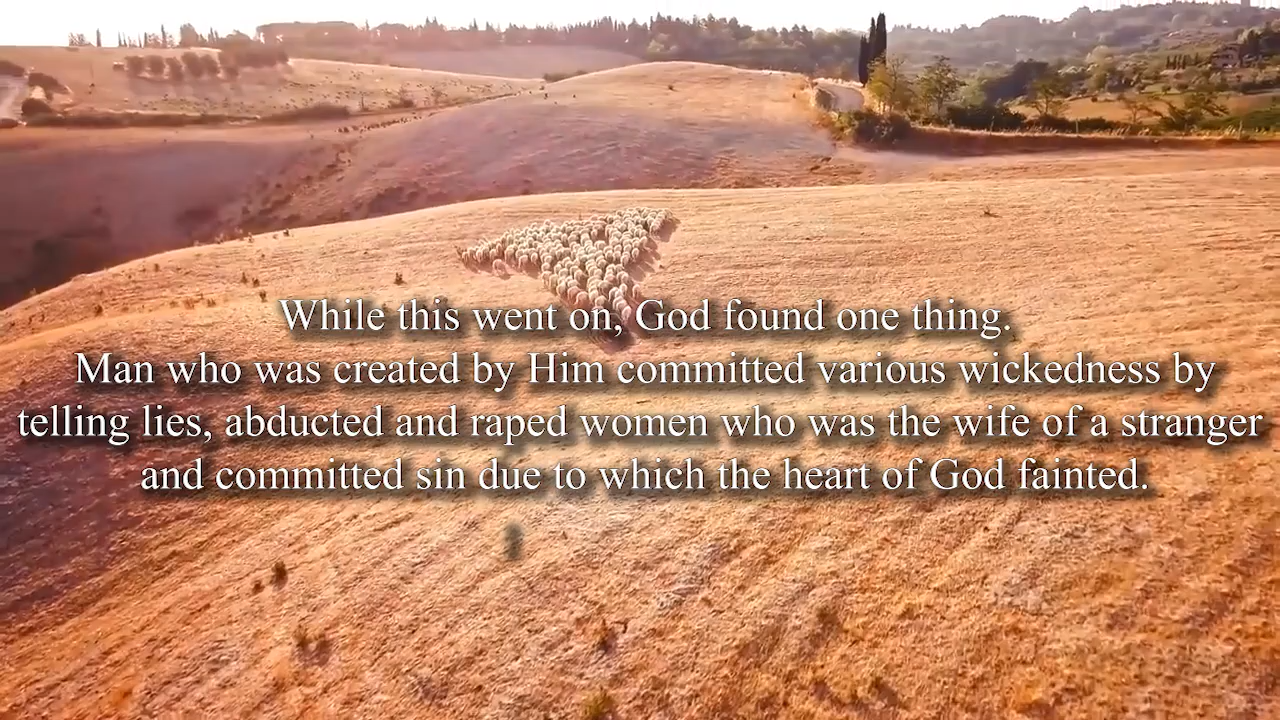 While this went on, God found one thing.
Man who was created by Him committed various wickedness by
telling lies, abducted and raped women who was the wife of a stranger
and committed sin due to which the heart of God fainted.